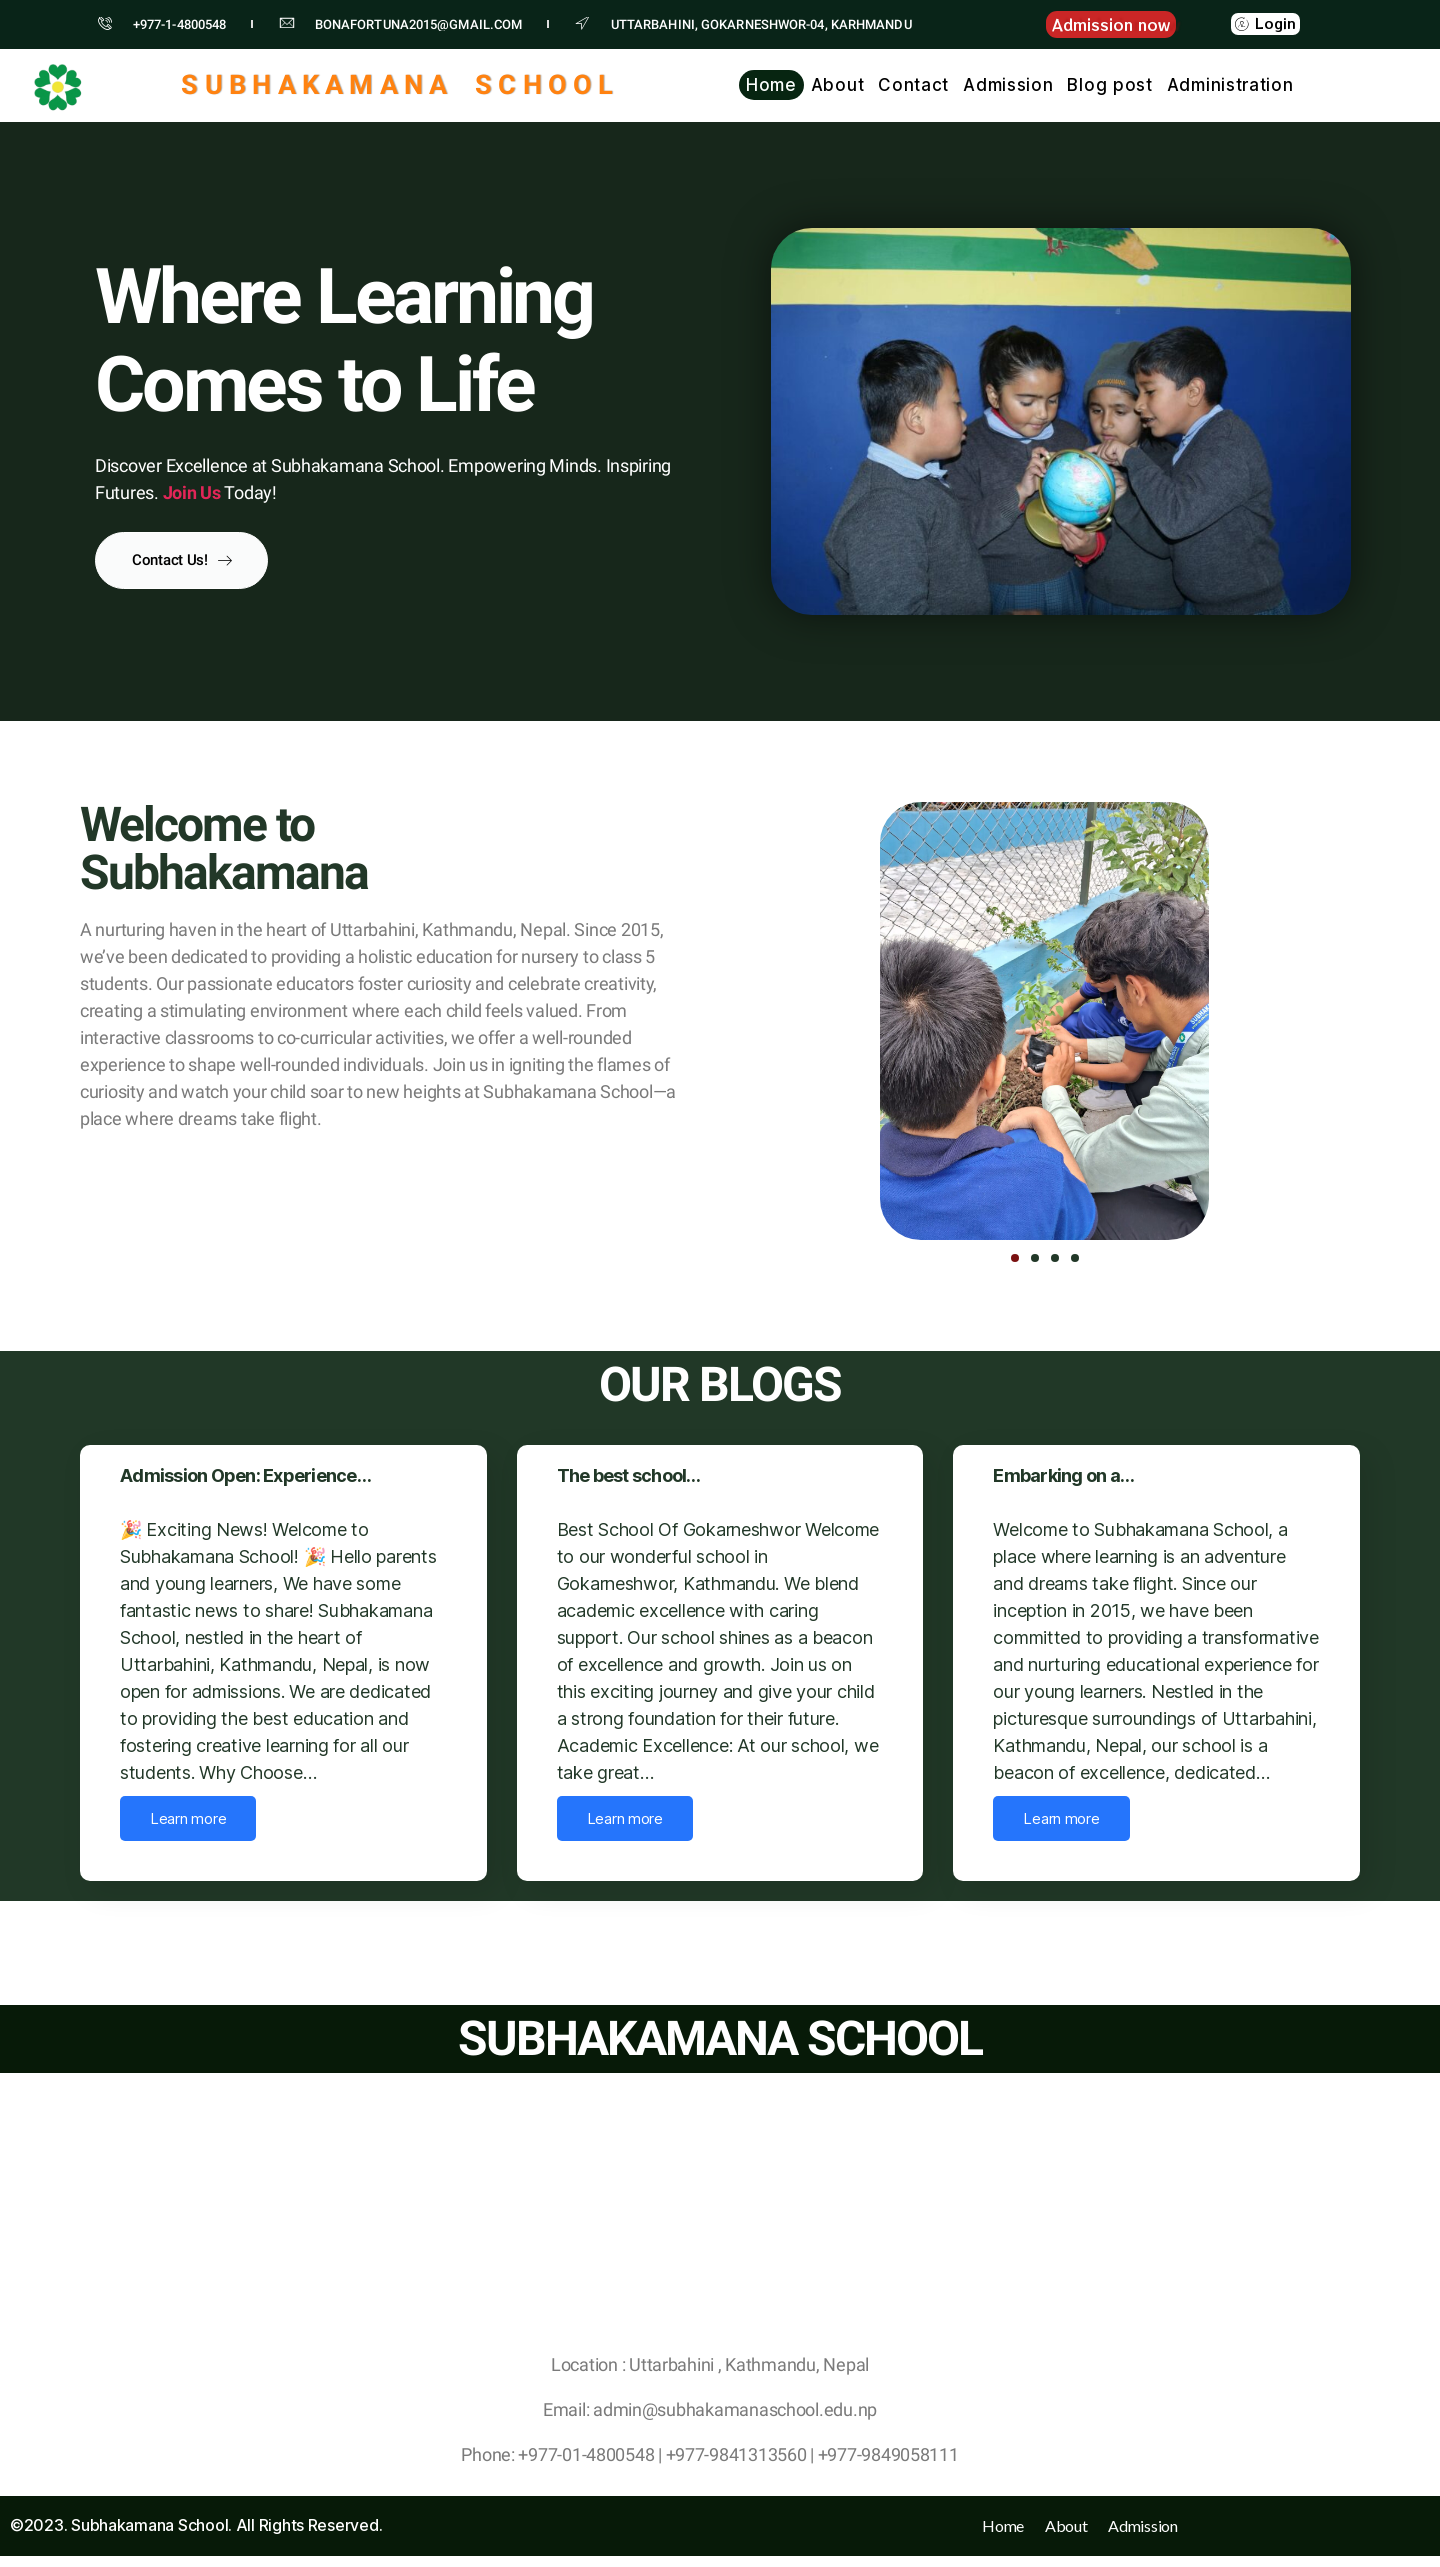 +977-1-4800548
BONAFORTUNA2015@GMAIL.COM
UTTARBAHINI, GOKARNESHWOR-04, KARHMANDU
Admission now
Login
SUBHAKAMANA SCHOOL
Home About Contact Admission Blog post Administration
Where Learning
Comes to Life
Discover Excellence at Subhakamana School. Empowering Minds. Inspiring
Futures. Join Us Today!
Contact Us!
Welcome to
Subhakamana
A nurturing haven in the heart of Uttarbahini, Kathmandu, Nepal. Since 2015,
we’ve been dedicated to providing a holistic education for nursery to class 5
students. Our passionate educators foster curiosity and celebrate creativity,
creating a stimulating environment where each child feels valued. From
interactive classrooms to co-curricular activities, we offer a well-rounded
experience to shape well-rounded individuals. Join us in igniting the flames of
curiosity and watch your child soar to new heights at Subhakamana School—a
place where dreams take flight.
OUR BLOGS
Admission Open: Experience...
🎉 Exciting News! Welcome to
Subhakamana School! 🎉 Hello parents
and young learners, We have some
fantastic news to share! Subhakamana
School, nestled in the heart of
Uttarbahini, Kathmandu, Nepal, is now
open for admissions. We are dedicated
to providing the best education and
fostering creative learning for all our
students. Why Choose...
Learn more
The best school...
Best School Of Gokarneshwor Welcome
to our wonderful school in
Gokarneshwor, Kathmandu. We blend
academic excellence with caring
support. Our school shines as a beacon
of excellence and growth. Join us on
this exciting journey and give your child
a strong foundation for their future.
Academic Excellence: At our school, we
take great...
Learn more
Embarking on a...
Welcome to Subhakamana School, a
place where learning is an adventure
and dreams take flight. Since our
inception in 2015, we have been
committed to providing a transformative
and nurturing educational experience for
our young learners. Nestled in the
picturesque surroundings of Uttarbahini,
Kathmandu, Nepal, our school is a
beacon of excellence, dedicated...
Learn more
SUBHAKAMANA SCHOOL
Location : Uttarbahini , Kathmandu, Nepal
Email: admin@subhakamanaschool.edu.np
Phone: +977-01-4800548 | +977-9841313560 | +977-9849058111
©2023. Subhakamana School. All Rights Reserved.
Home About Admission